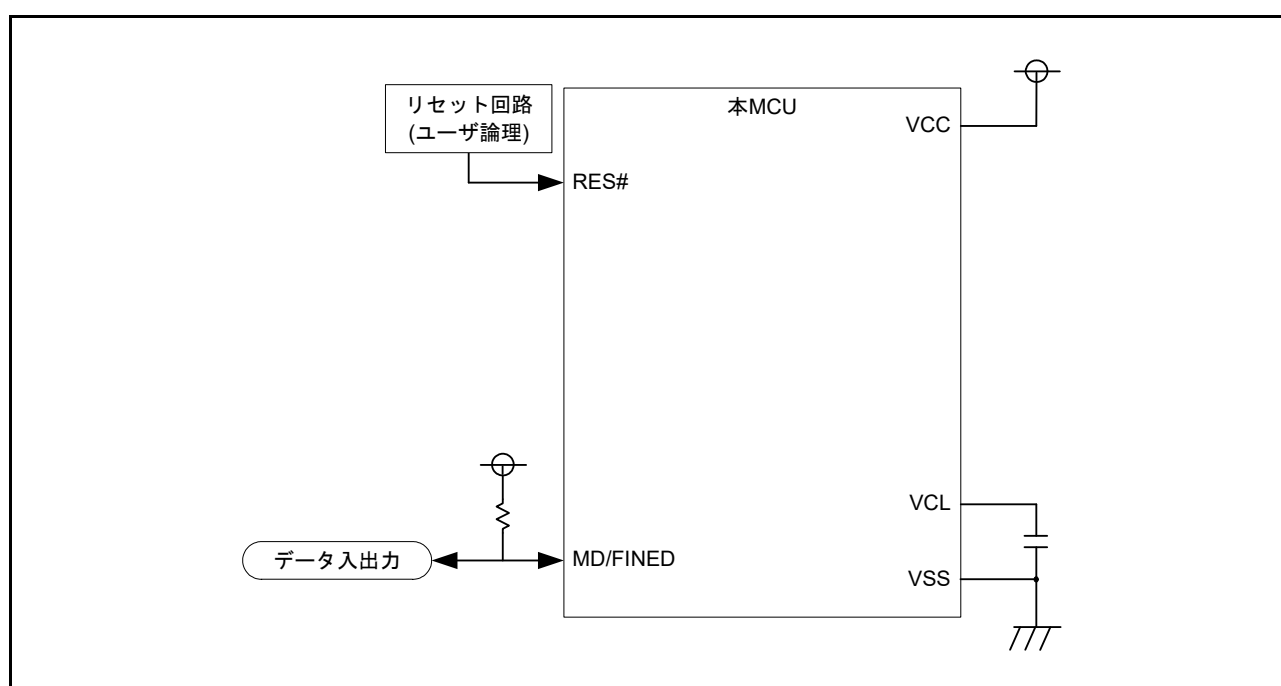 リセット回路
(ユーザ論理)
本MCU
VCC
RES#
VCL
データ入出力
MD/FINED
VSS